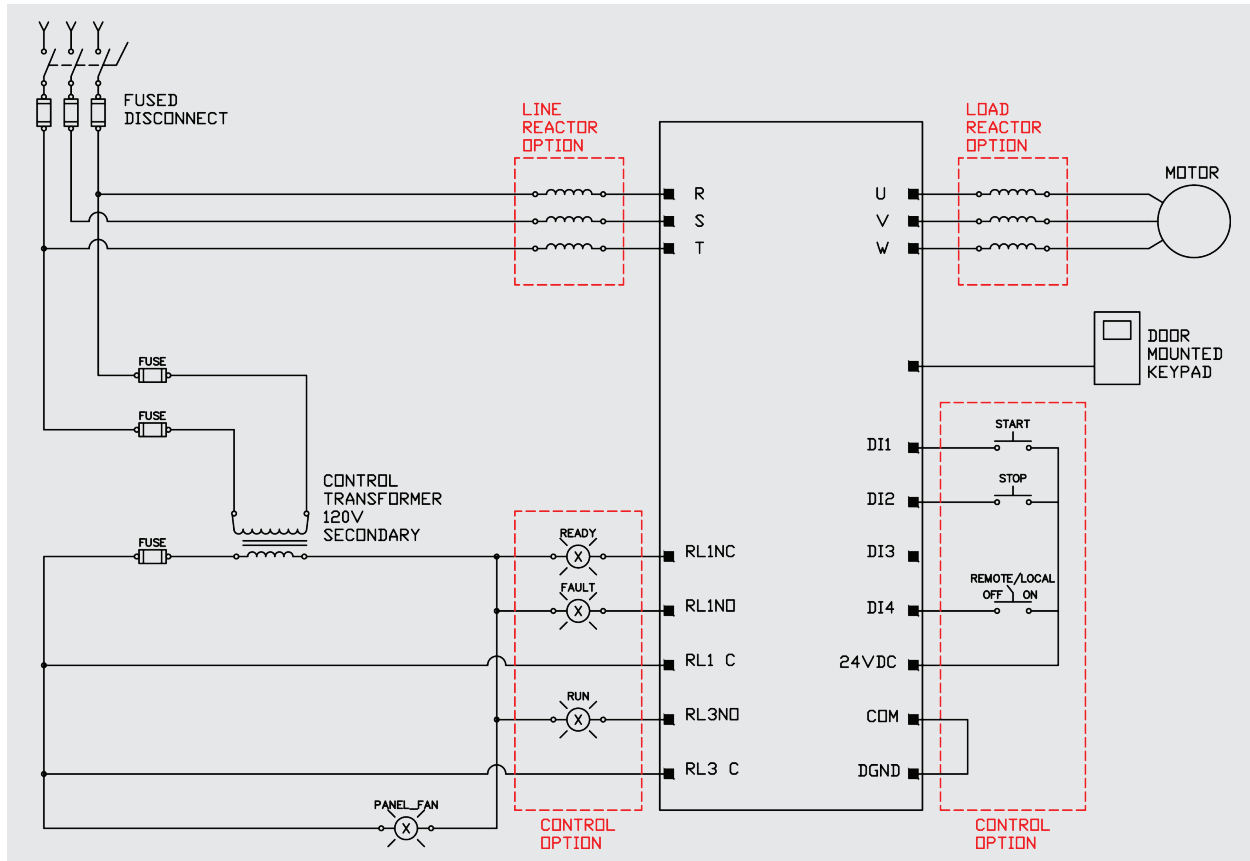 FUSED
DISCONNECT
LINE
REACTOR
OPTION
LOAD
REACTOR
OPTION
MOTOR
R
S
T
U
V
W
DOOR
MOUNTED
KEYPAD
FUSE
FUSE
CONTROL
TRANSFORMER
120V
SECONDARY
FUSE
READY
X
FAULT
X
RUN
X
PANEL_FAN
X
RL1NC
RL1NO
RL1 C
RL3NO
RL3 C
DI1
DI2
DI3
DI4
24VDC
COM
DGND
START
STOP
REMOTE/LOCAL
OFF ON
CONTROL
OPTION
CONTROL
OPTION